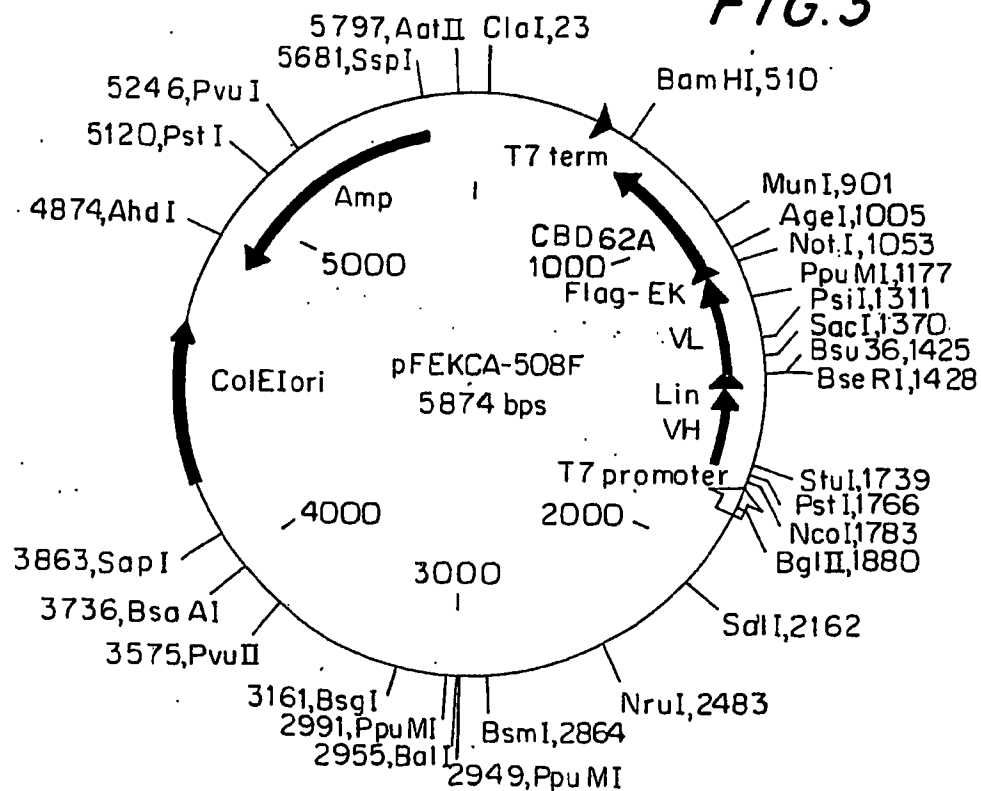 FIG. 3
5797,AatII ClaI,23
5681,SspI
BamHI,510
5246,PvuI
5120,PstI
T7 term
Amp
MunI,901
4874,AhdI
AgeI,1005
NotI,1053
CBD62A
5000
1000
PpuMI,1177
Flag-EK
PsiI,1311
SacI,1370
VL
Bsu36,1425
pFEKCA-508F
BseRI,1428
ColEIori
5874 bps
Lin
VH
T7 promoter
StuI,1739
PstI,1766
4000
2000
NcoI,1783
BglII,1880
3863,SapI
3000
3736,BsaAI
SalI,2162
3575,PvuII
3161,BsgI
NruI,2483
2991,PpuMI
BsmI,2864
2955,BalI
2949,PpuMI